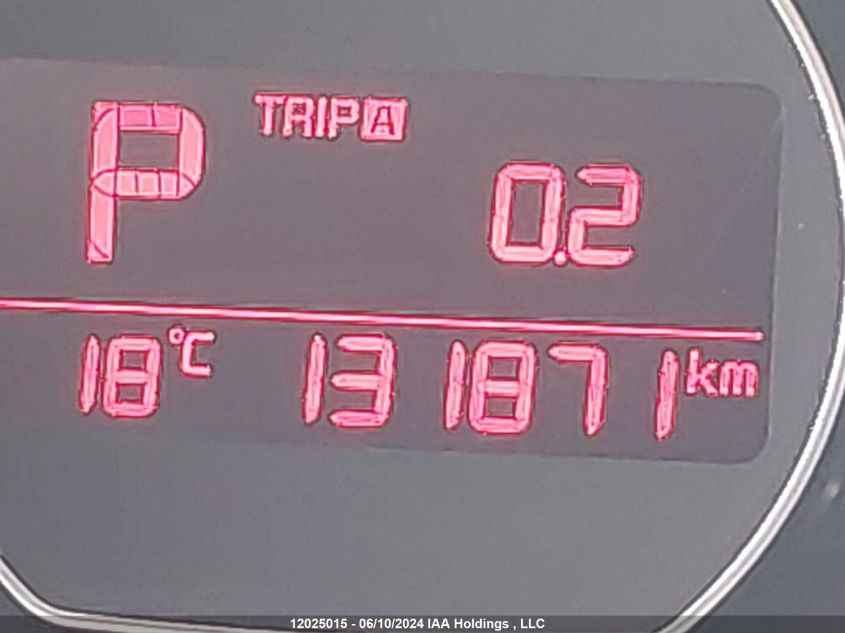 P TRIP A
0.2
18°C 131871 km
12025015 - 06/10/2024 IAA Holdings , LLC